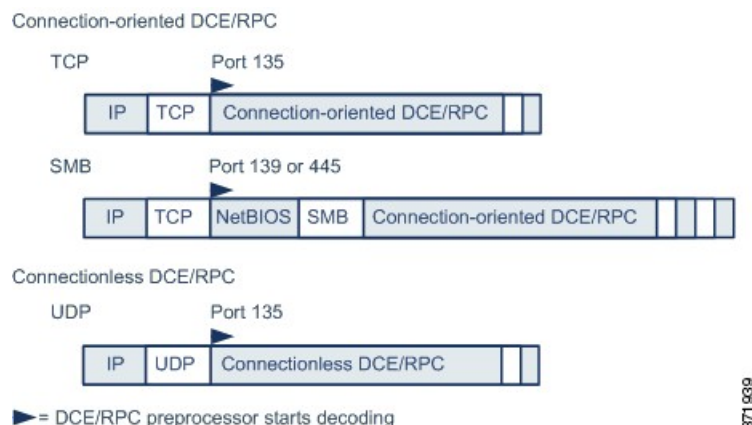 Connection-oriented DCE/RPC
TCP Port 135
IP TCP Connection-oriented DCE/RPC
SMB Port 139 or 445
IP TCP NetBIOS SMB Connection-oriented DCE/RPC
Connectionless DCE/RPC
UDP Port 135
IP UDP Connectionless DCE/RPC
= DCE/RPC preprocessor starts decoding
371939